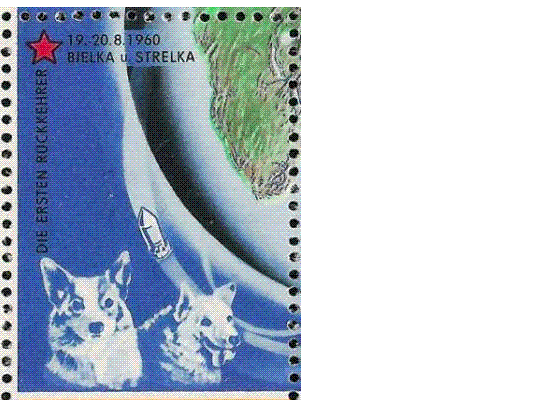 19.-20.8.1960
BIELKA u. STRELKA
DIE ERSTEN RÜCKKEHRER